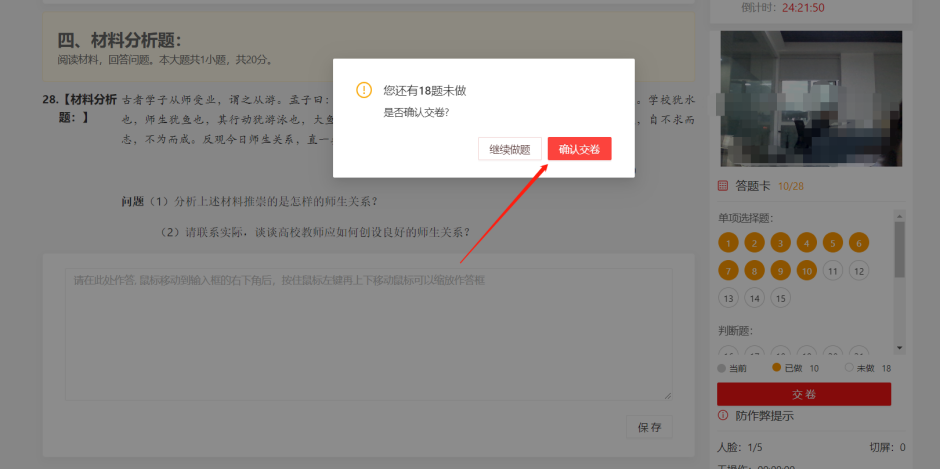 倒计时：24:21:50
四、材料分析题：
阅读材料，回答问题。本大题共1小题，共20分。
28.【材料分析题：】
古者学子从师受业，谓之从游。孟子曰：
。学校犹水
也，师生犹鱼也，其行动犹游泳也，大鱼
，自不求而
至，不为而成。反观今日师生关系，直一
问题（1）分析上述材料推崇的是怎样的师生关系？
（2）请联系实际，谈谈高校教师应如何创设良好的师生关系？
请在此处作答, 鼠标移动到输入框的右下角后，按住鼠标左键再上下移动鼠标可以缩放作答框
保 存
您还有18题未做
是否确认交卷?
继续做题
确认交卷
答题卡 10/28
单项选择题：
1 2 3 4 5 6
7 8 9 10 11 12
13 14 15
判断题：
当前 已做 10 未做 18
交 卷
防作弊提示
人脸：1/5 切屏：0